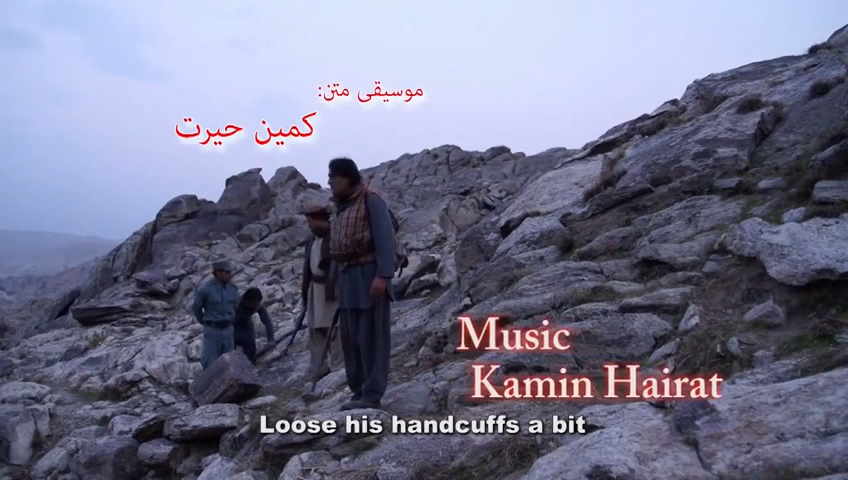 موسیقی متن:
کمین حیرت
Music
Kamin Hairat
Loose his handcuffs a bit